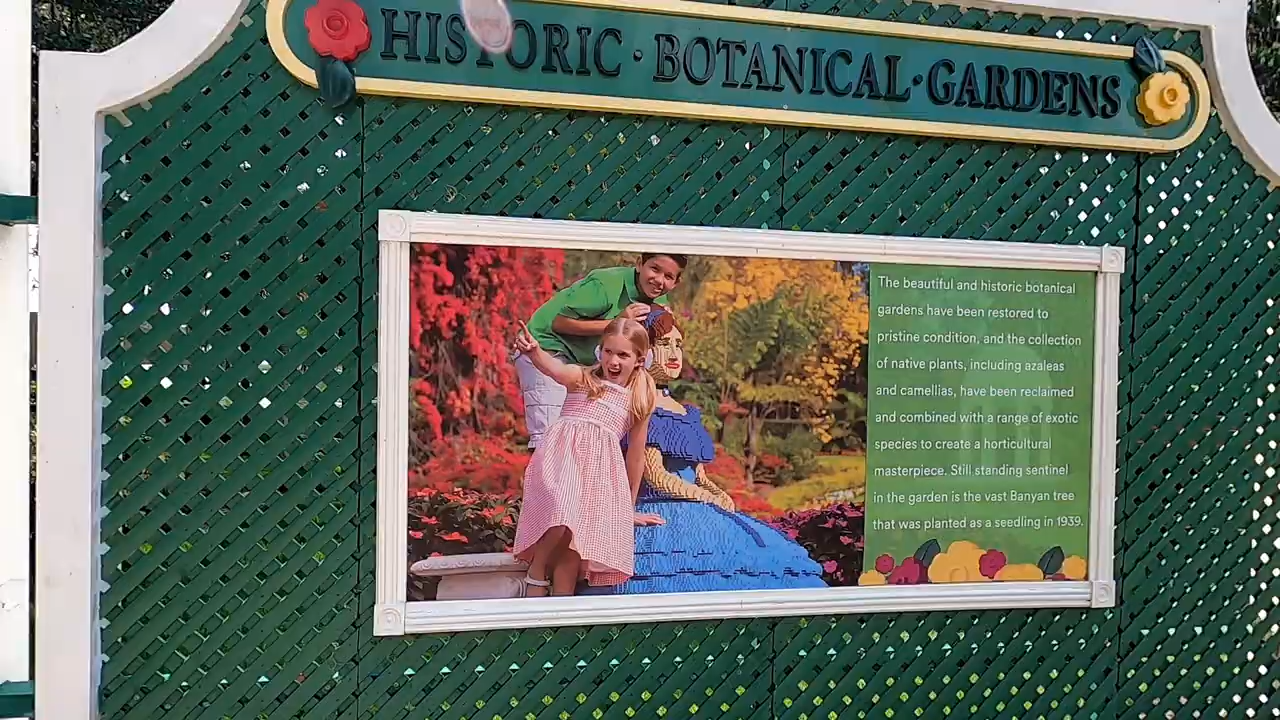 HISTORIC · BOTANICAL · GARDENS
The beautiful and historic botanical
gardens have been restored to
pristine condition, and the collection
of native plants, including azaleas
and camellias, have been reclaimed
and combined with a range of exotic
species to create a horticultural
masterpiece. Still standing sentinel
in the garden is the vast Banyan tree
that was planted as a seedling in 1939.